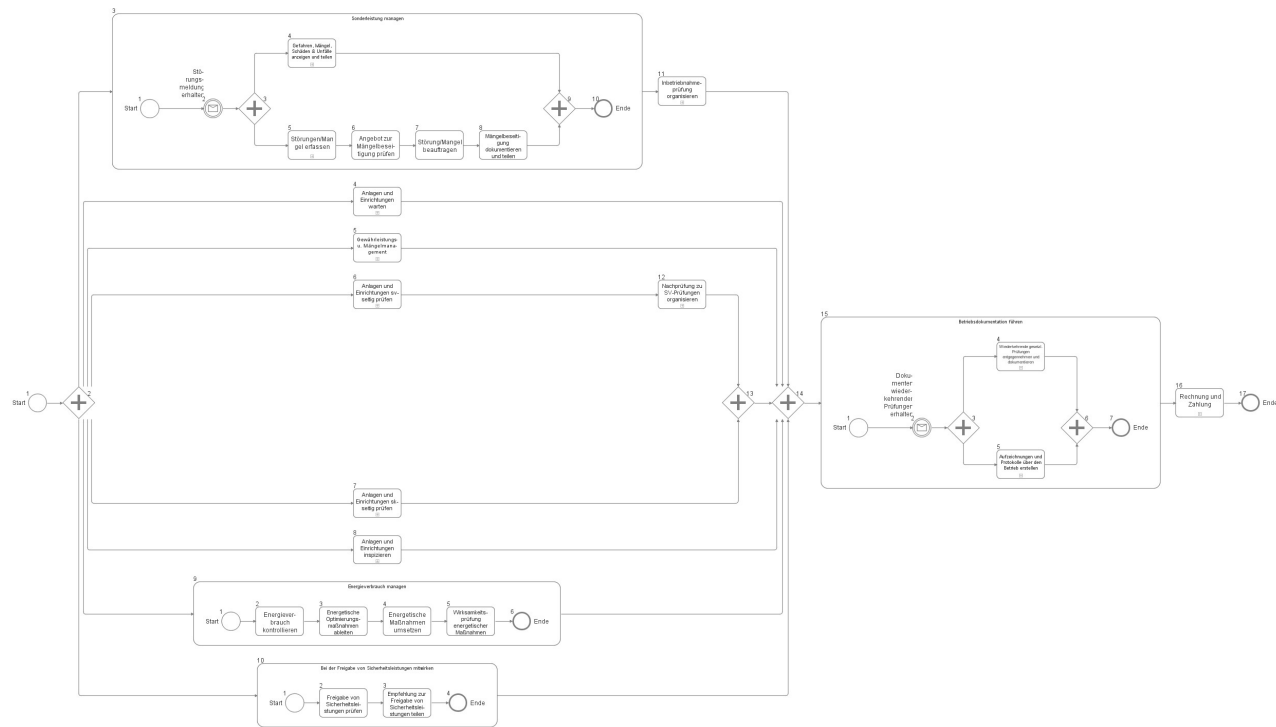 3
Sonderleistung managen
4
Gefahren, Mängel,
Schäden & Unfälle
anzeigen und teilen
Stö-
rungs-
meldung
erhalten
1
Start
2
3
9
10
Ende
5
Störungen/Man
gel erfassen
6
Angebot zur
Mängelbesei-
tigung prüfen
7
Störung/Mangel
beauftragen
8
Mängelbeseiti-
gung
dokumentieren
und teilen
11
Inbetriebnahme-
prüfung
organisieren
4
Anlagen und
Einrichtungen
warten
5
Gewährleistungs-
u. Mängelmana-
gement
6
Anlagen und
Einrichtungen sv-
seitig prüfen
12
Nachprüfung zu
SV-Prüfungen
organisieren
1
Start
2
13
14
7
Anlagen und
Einrichtungen sk-
seitig prüfen
8
Anlagen und
Einrichtungen
inspizieren
9
Energieverbrauch managen
1
Start
2
Energiever-
brauch
kontrollieren
3
Energetische
Optimierungs-
maßnahmen
ableiten
4
Energetische
Maßnahmen
umsetzen
5
Wirksamkeits-
prüfung
energetischer
Maßnahmen
6
Ende
10
Bei der Freigabe von Sicherheitsleistungen mitwirken
1
Start
2
Freigabe von
Sicherheitslei-
stungen prüfen
3
Empfehlung zur
Freigabe von
Sicherheitslei-
stungen teilen
4
Ende
15
Betriebsdokumentation führen
4
Wiederkehrende gesetzl.
Prüfungen
entgegennehmen und
dokumentieren
Doku-
menter
wieder-
kehrender
Prüfunger
erhalten
1
Start
2
3
5
Aufzeichnungen und
Protokolle über den
Betrieb erstellen
6
7
Ende
16
Rechnung und
Zahlung
17
Ende